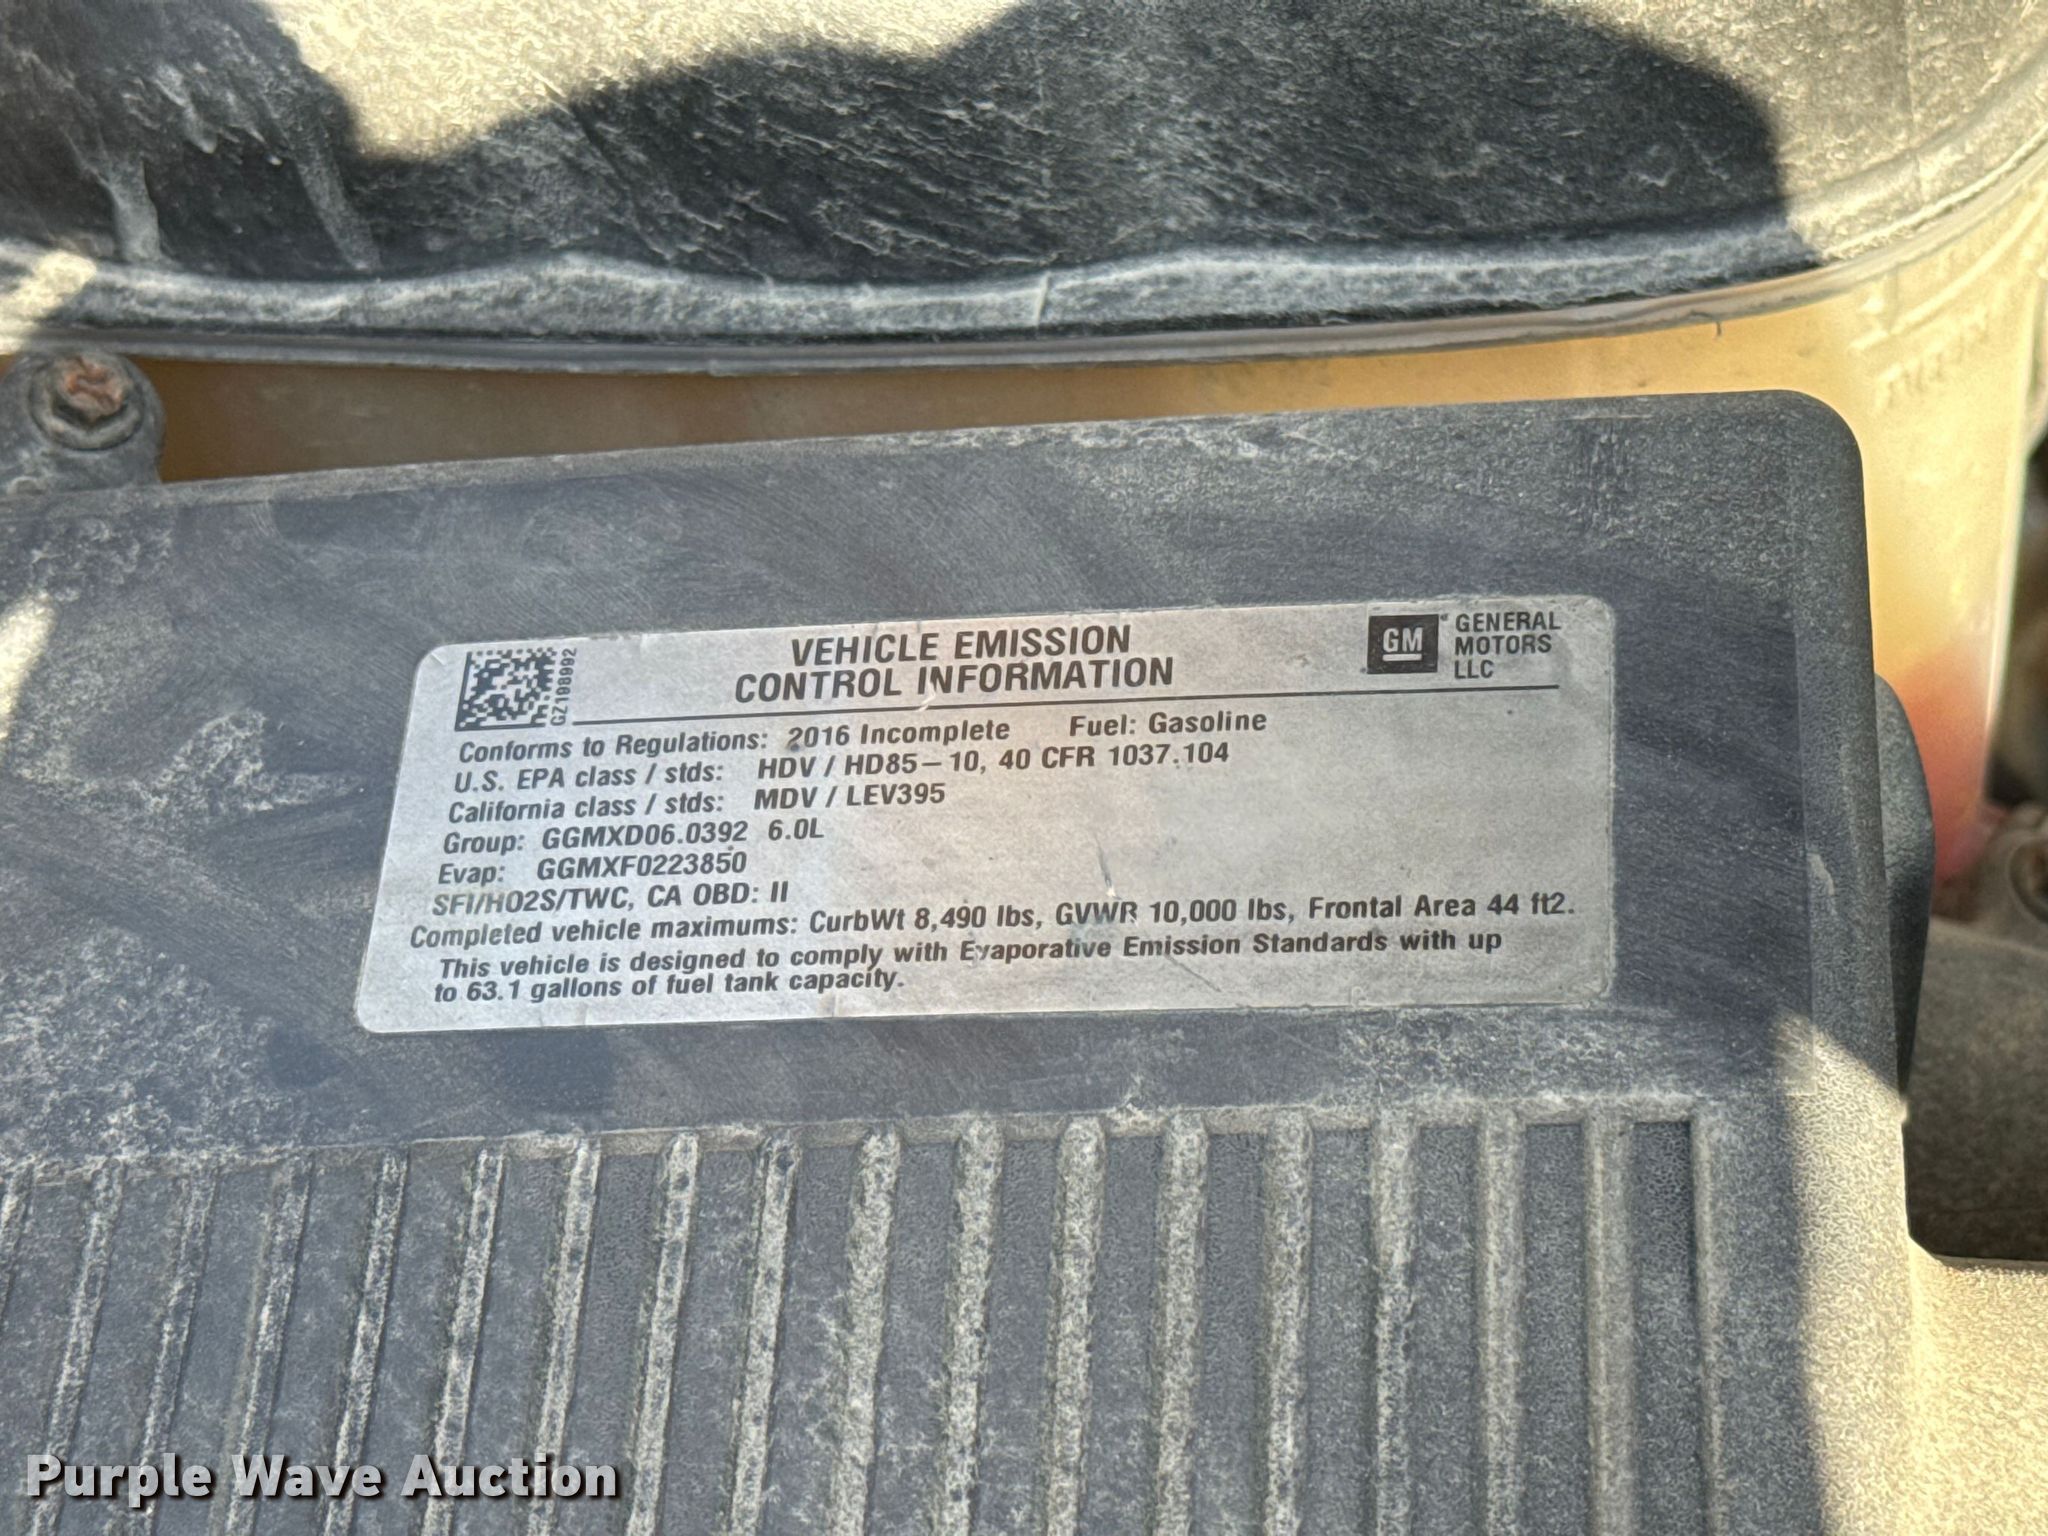 GZ198992
VEHICLE EMISSION
CONTROL INFORMATION
GM
GENERAL
MOTORS
LLC
Conforms to Regulations: 2016 Incomplete Fuel: Gasoline
U.S. EPA class / stds: HDV / HD85-10, 40 CFR 1037.104
California class / stds: MDV / LEV395
Group: GGMXD06.0392 6.0L
Evap: GGMXF0223850
SFI/HO2S/TWC, CA OBD: II
Completed vehicle maximums: CurbWt 8,490 lbs, GVWR 10,000 lbs, Frontal Area 44 ft2.
This vehicle is designed to comply with Evaporative Emission Standards with up
to 63.1 gallons of fuel tank capacity.
Purple Wave Auction